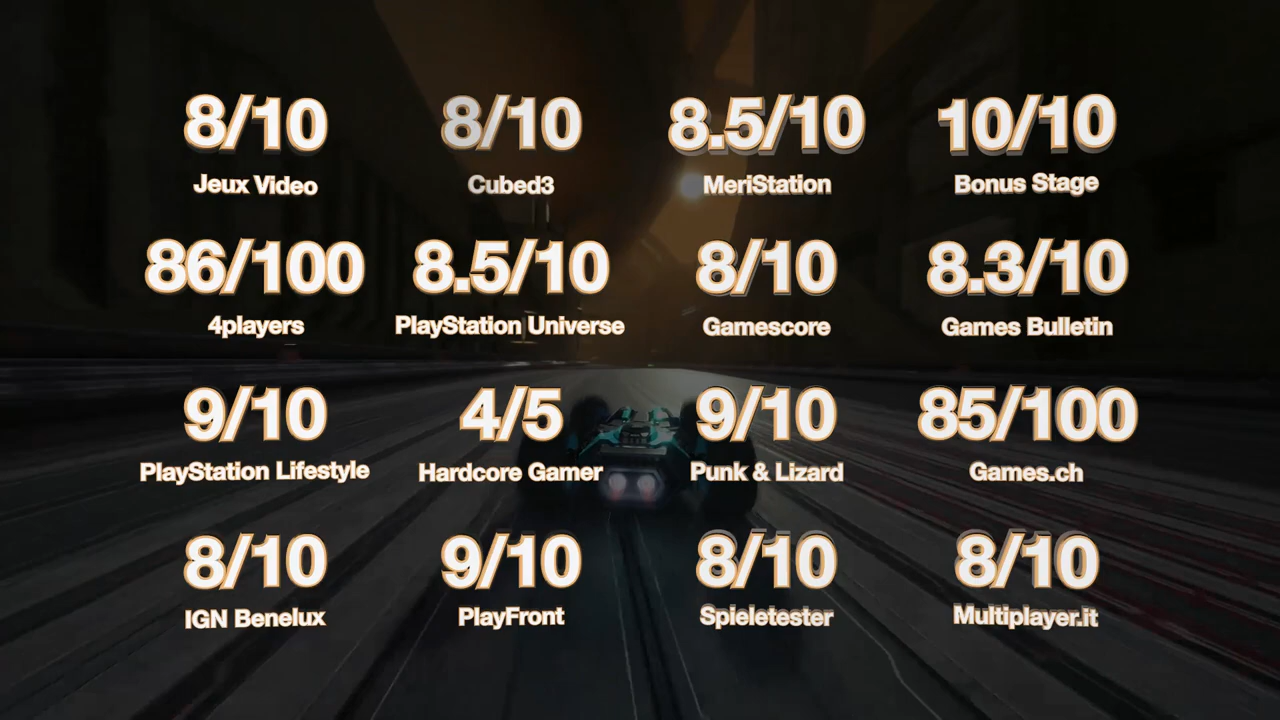 8/10 8/10 8.5/10 10/10
Jeux Video Cubed3 MeriStation Bonus Stage
86/100 8.5/10 8/10 8.3/10
4players PlayStation Universe Gamescore Games Bulletin
9/10 4/5 9/10 85/100
PlayStation Lifestyle Hardcore Gamer Punk & Lizard Games.ch
8/10 9/10 8/10 8/10
IGN Benelux PlayFront Spieletester Multiplayer.it